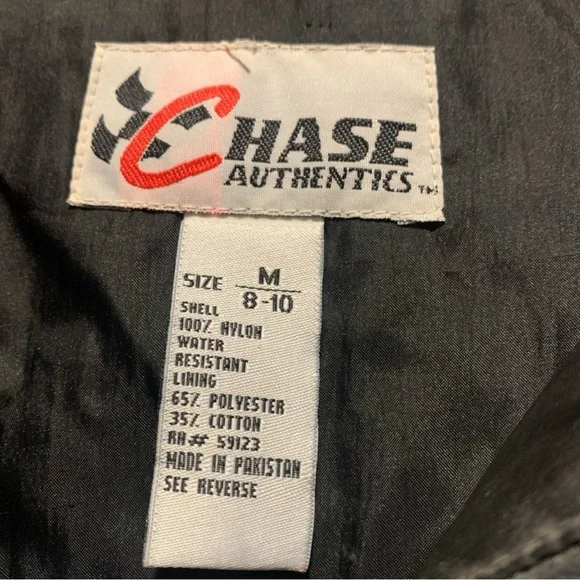 CHASE
AUTHENTICS TM
SIZE M
8-10
SHELL
100% NYLON
WATER
RESISTANT
LINING
65% POLYESTER
35% COTTON
RN# 59123
MADE IN PAKISTAN
SEE REVERSE